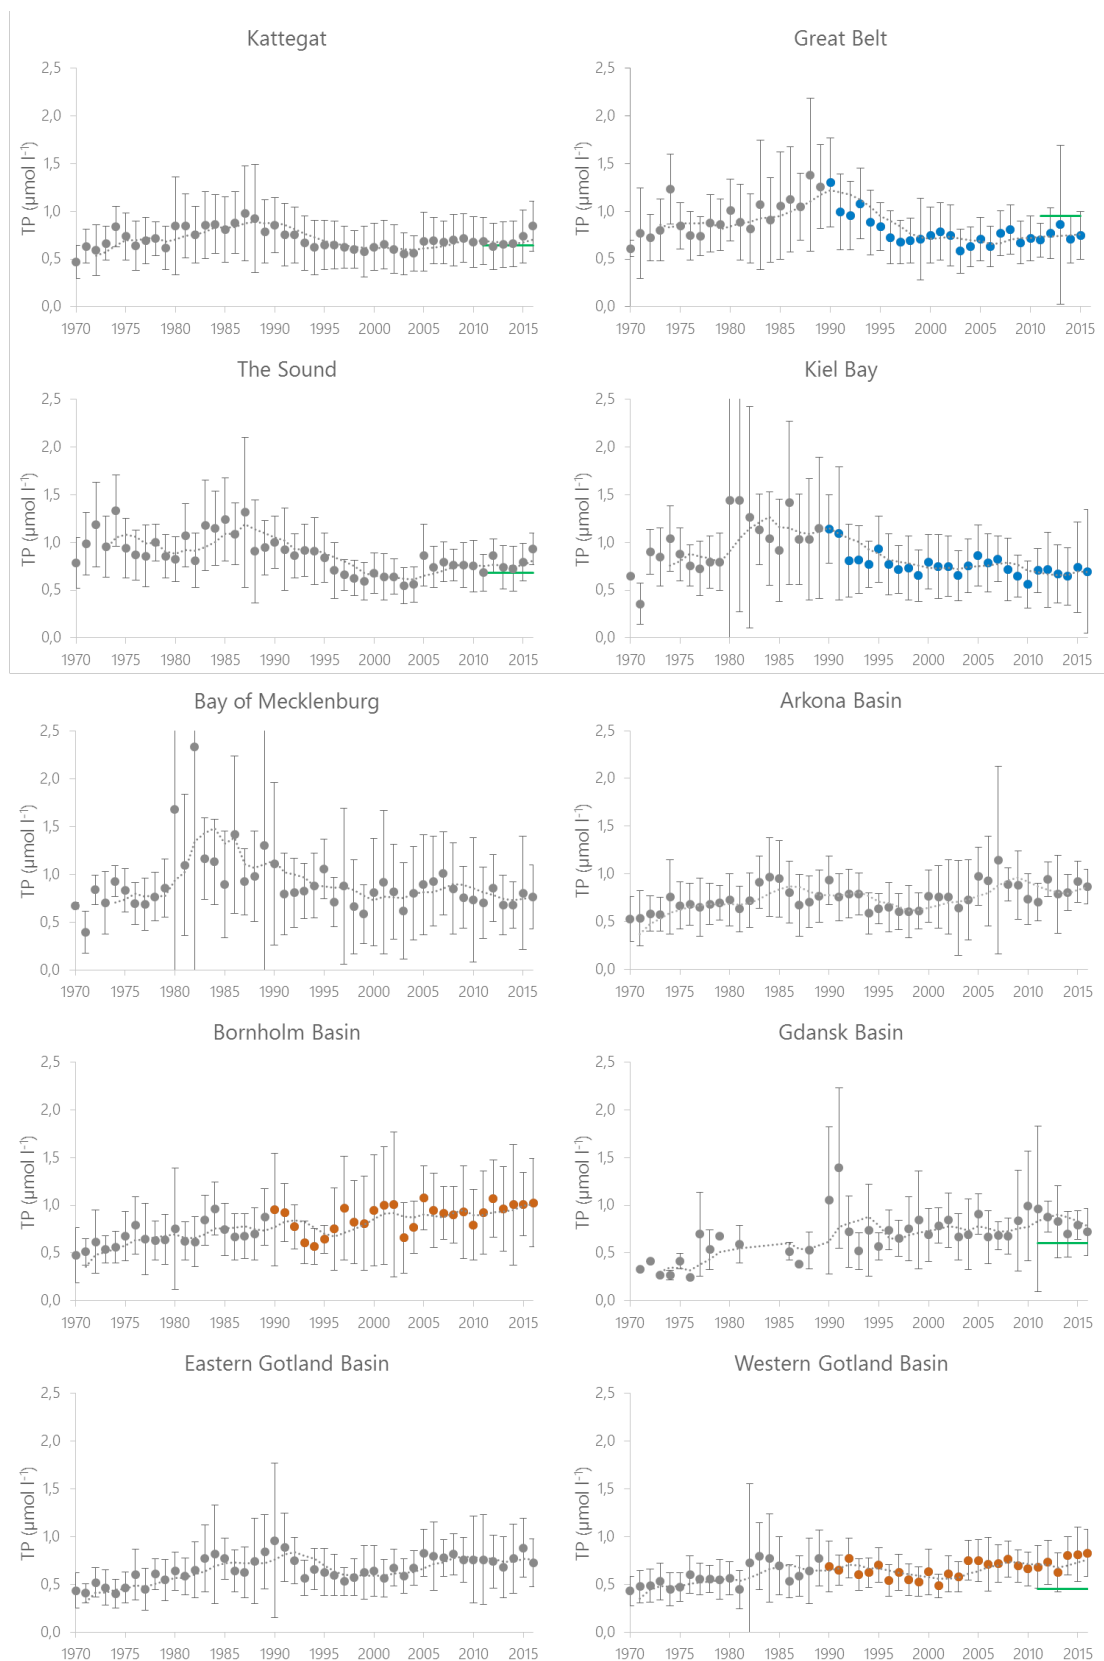 Kattegat
TP (µmol l-1)
2,5
2,0
1,5
1,0
0,5
0,0
1970 1975 1980 1985 1990 1995 2000 2005 2010 2015
Great Belt
TP (µmol l-1)
2,5
2,0
1,5
1,0
0,5
0,0
1970 1975 1980 1985 1990 1995 2000 2005 2010 2015
The Sound
TP (µmol l-1)
2,5
2,0
1,5
1,0
0,5
0,0
1970 1975 1980 1985 1990 1995 2000 2005 2010 2015
Kiel Bay
TP (µmol l-1)
2,5
2,0
1,5
1,0
0,5
0,0
1970 1975 1980 1985 1990 1995 2000 2005 2010 2015
Bay of Mecklenburg
TP (µmol l-1)
2,5
2,0
1,5
1,0
0,5
0,0
1970 1975 1980 1985 1990 1995 2000 2005 2010 2015
Arkona Basin
TP (µmol l-1)
2,5
2,0
1,5
1,0
0,5
0,0
1970 1975 1980 1985 1990 1995 2000 2005 2010 2015
Bornholm Basin
TP (µmol l-1)
2,5
2,0
1,5
1,0
0,5
0,0
1970 1975 1980 1985 1990 1995 2000 2005 2010 2015
Gdansk Basin
TP (µmol l-1)
2,5
2,0
1,5
1,0
0,5
0,0
1970 1975 1980 1985 1990 1995 2000 2005 2010 2015
Eastern Gotland Basin
TP (µmol l-1)
2,5
2,0
1,5
1,0
0,5
0,0
1970 1975 1980 1985 1990 1995 2000 2005 2010 2015
Western Gotland Basin
TP (µmol l-1)
2,5
2,0
1,5
1,0
0,5
0,0
1970 1975 1980 1985 1990 1995 2000 2005 2010 2015